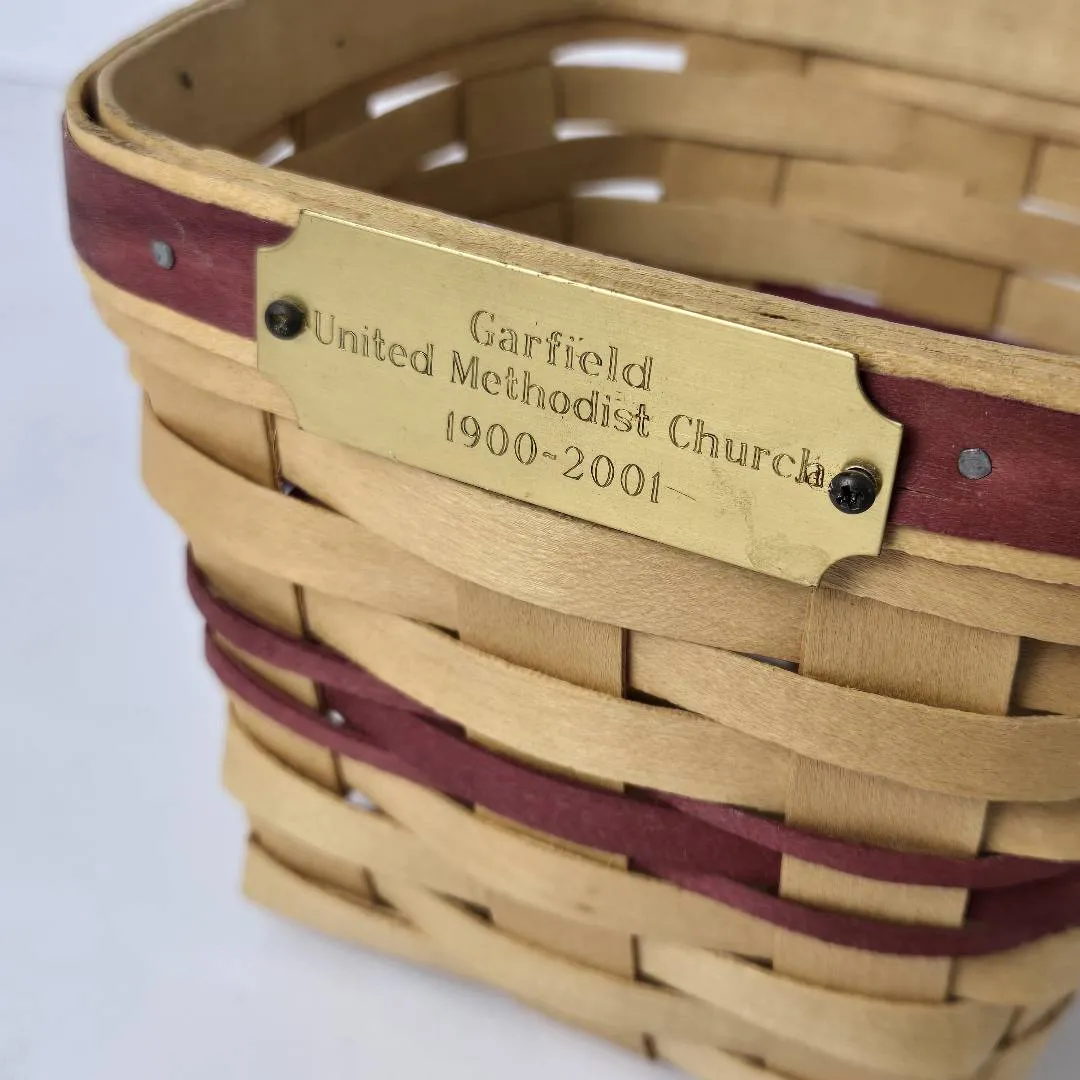 Garfield
United Methodist Church
1900-2001